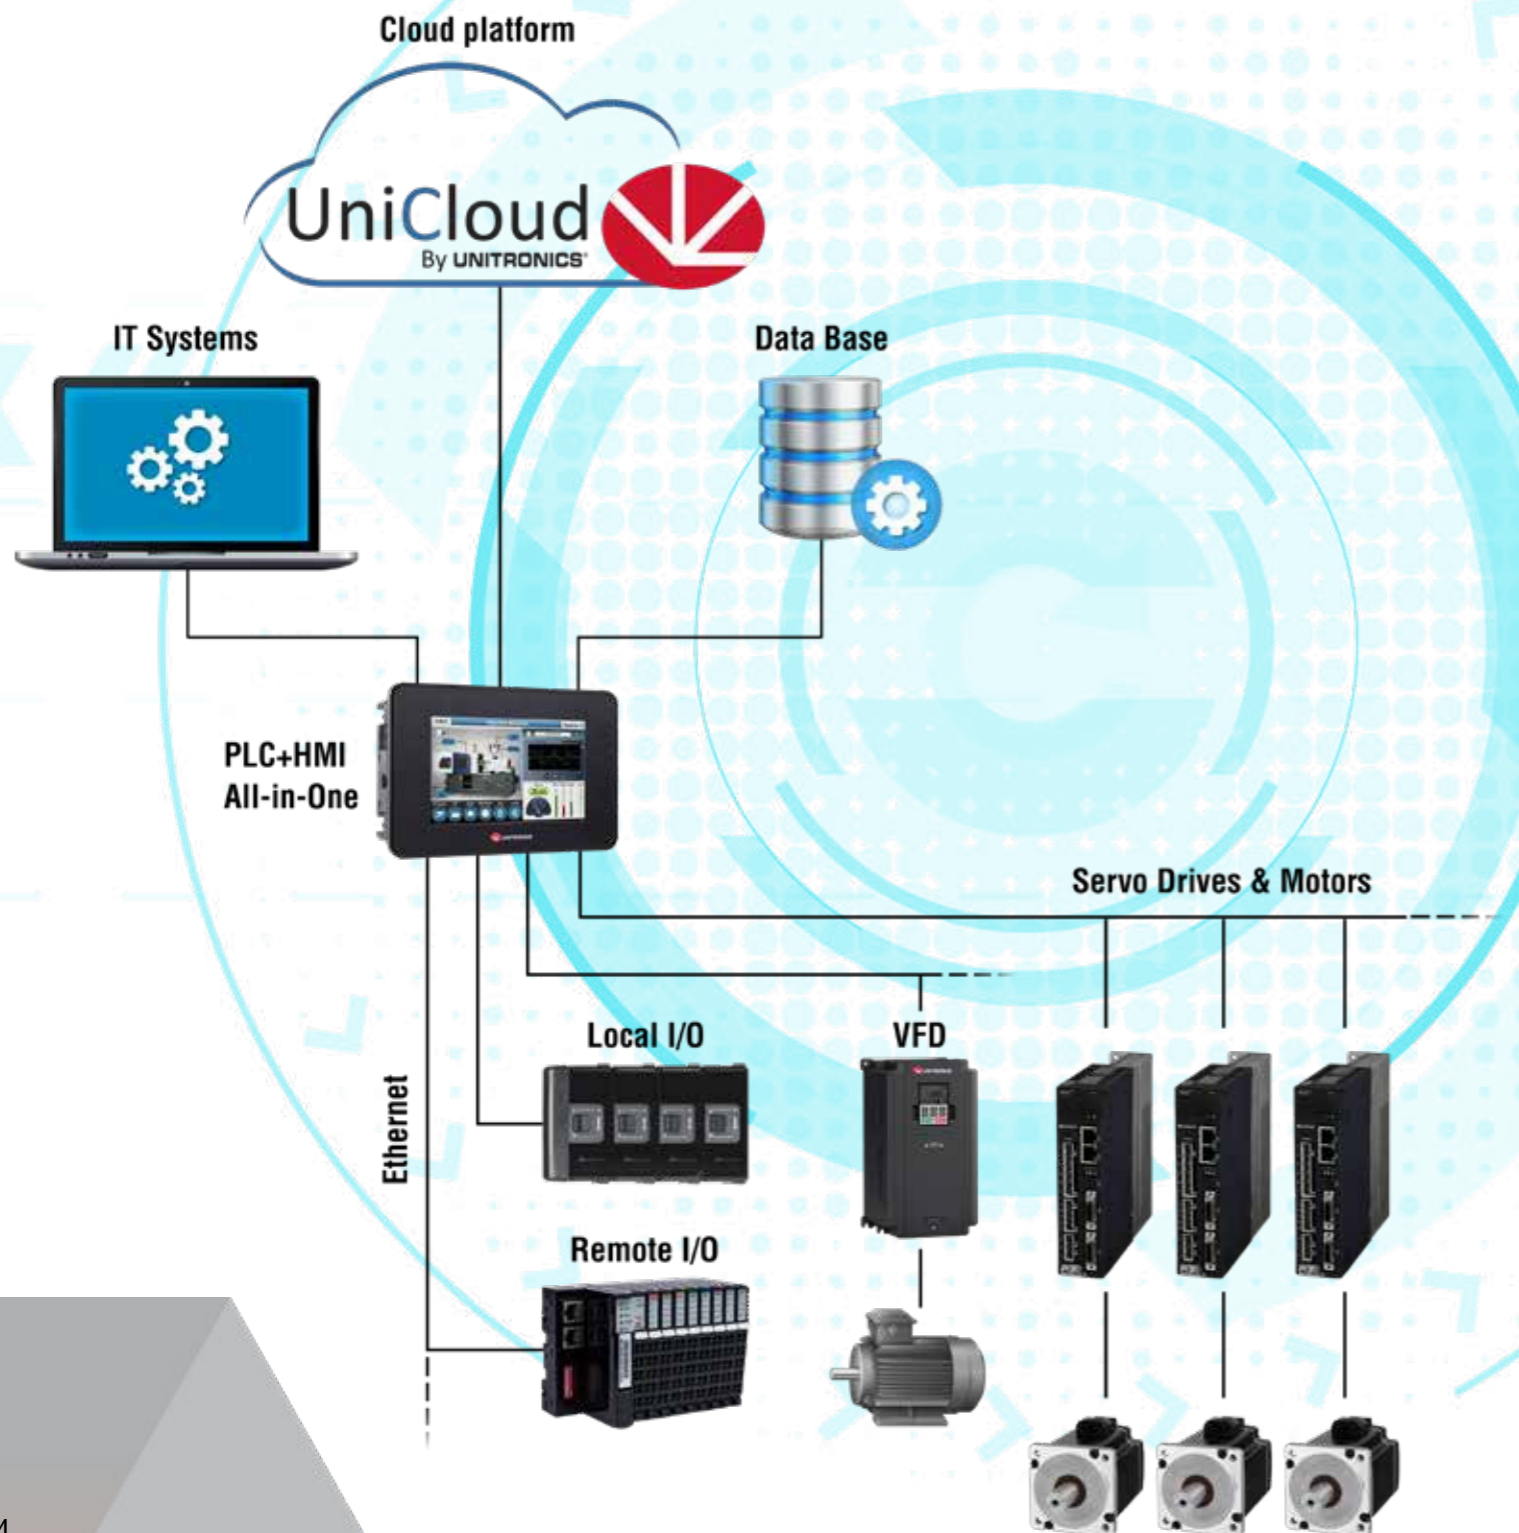 Cloud platform
UniCloud
By UNITRONICS®
IT Systems
Data Base
PLC+HMI
All-in-One
Servo Drives & Motors
Local I/O
VFD
Ethernet
Remote I/O